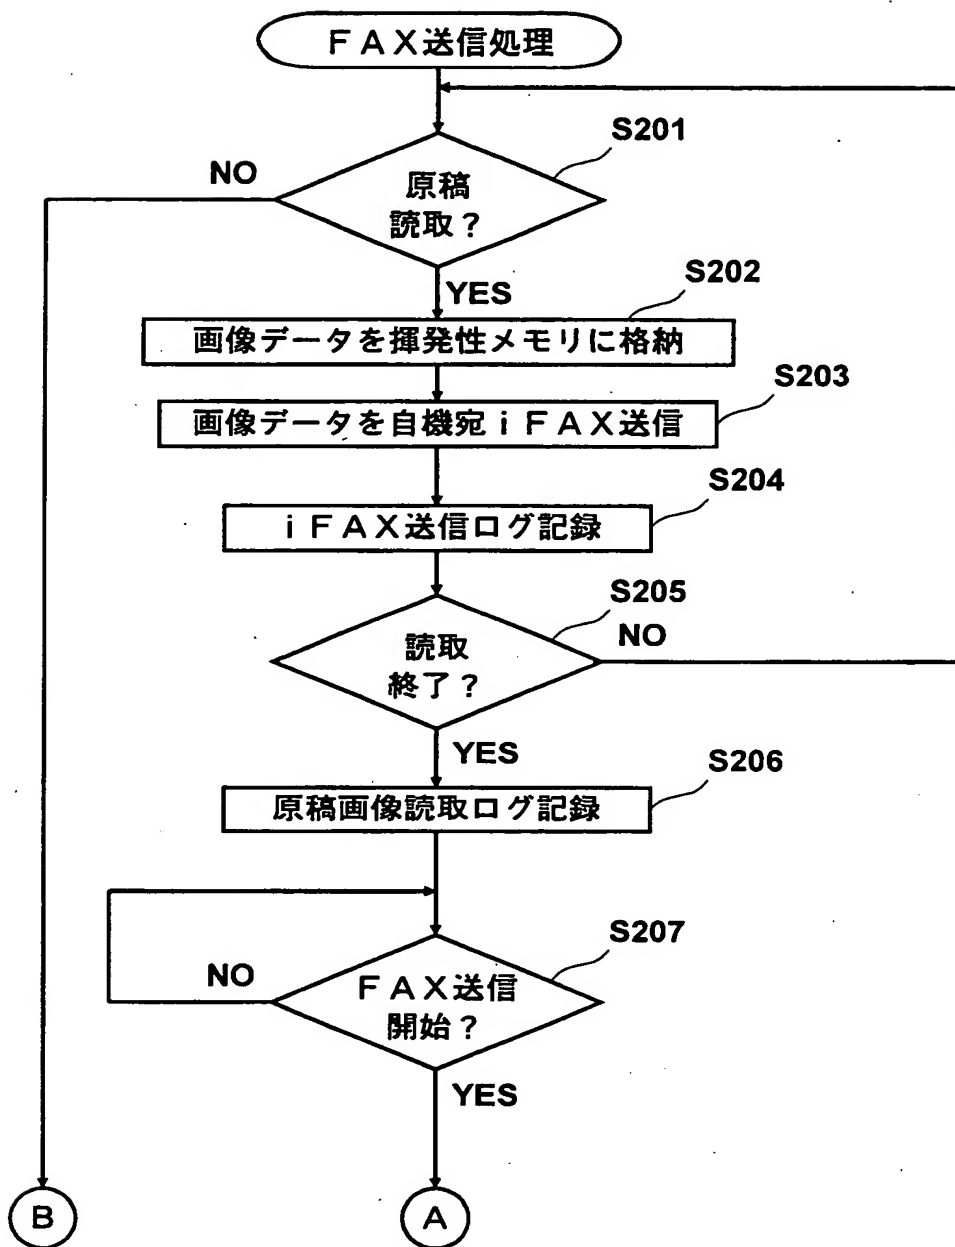 ＦＡＸ送信処理
S201
NO
原稿
読取？
YES
S202
画像データを揮発性メモリに格納
S203
画像データを自機宛ｉＦＡＸ送信
S204
ｉＦＡＸ送信ログ記録
S205
NO
読取
終了？
YES
S206
原稿画像読取ログ記録
S207
NO
ＦＡＸ送信
開始？
YES
B
A